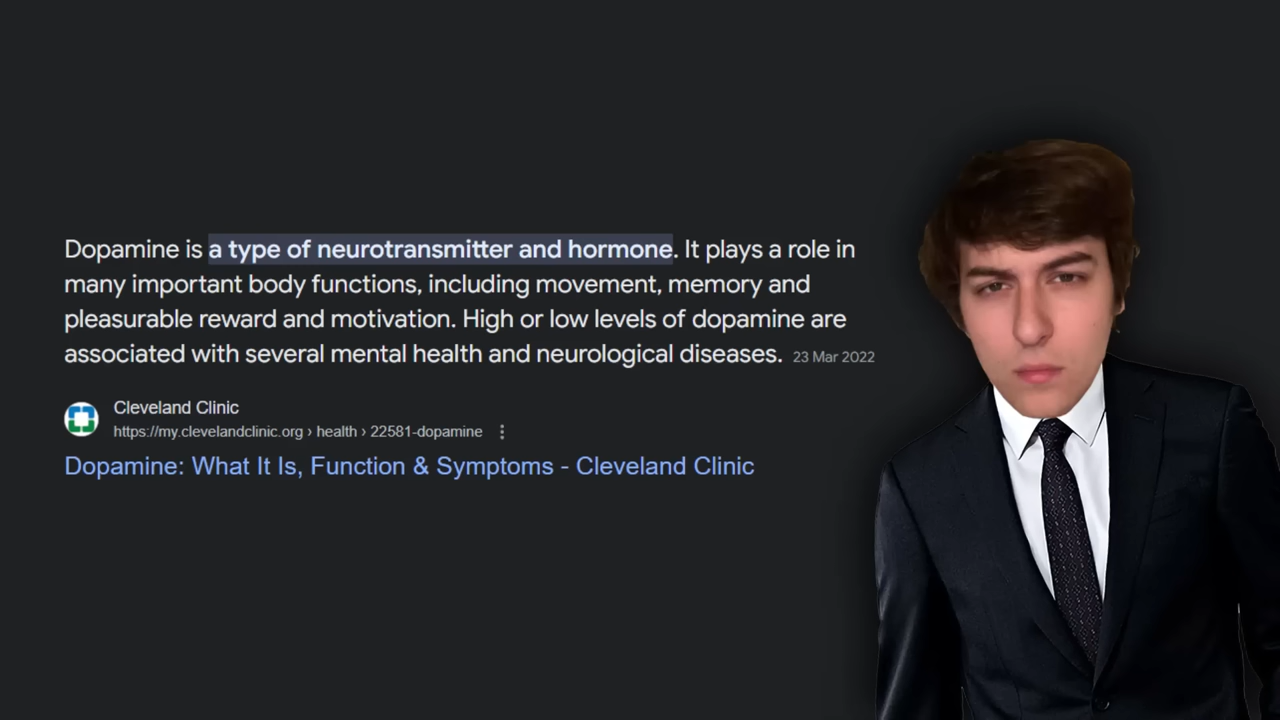 Dopamine is a type of neurotransmitter and hormone. It plays a role in
many important body functions, including movement, memory and
pleasurable reward and motivation. High or low levels of dopamine are
associated with several mental health and neurological diseases. 23 Mar 2022
Cleveland Clinic
https://my.clevelandclinic.org › health › 22581-dopamine
Dopamine: What It Is, Function & Symptoms - Cleveland Clinic